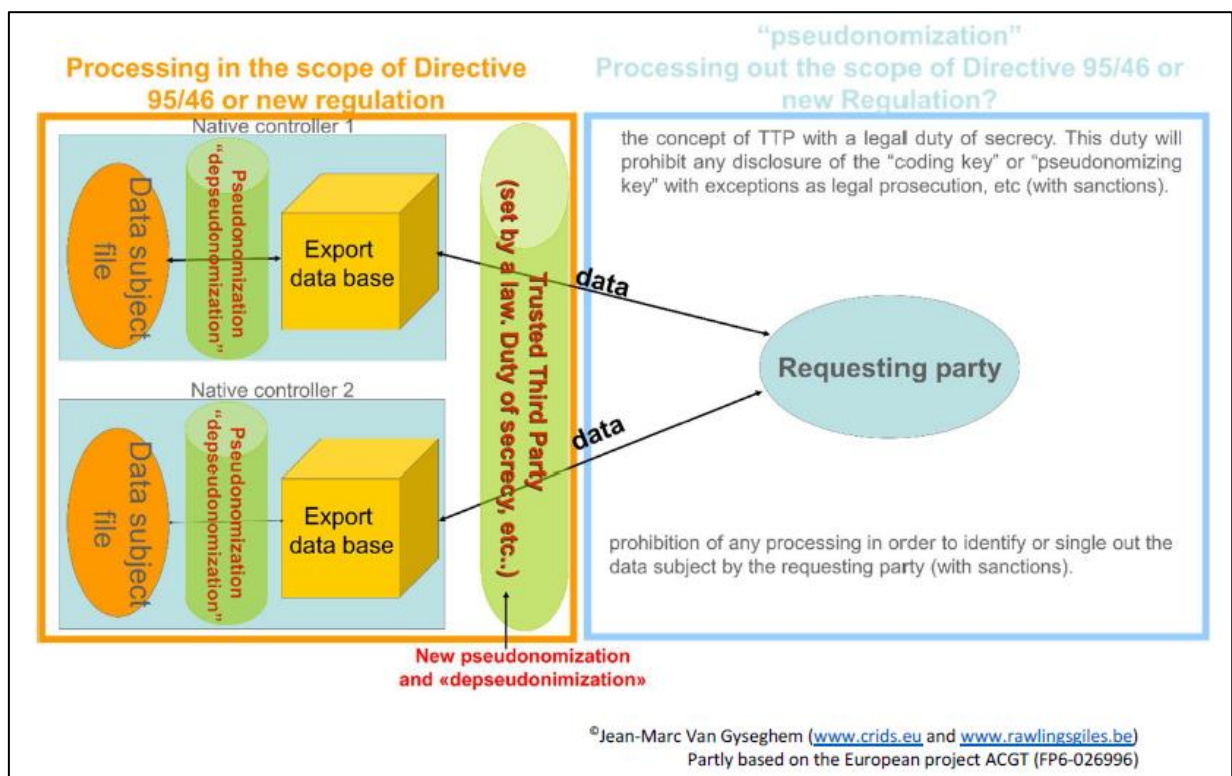 "pseudonomization"
Processing out the scope of Directive 95/46 or
new Regulation?
Processing in the scope of Directive
95/46 or new regulation
Native controller 1
Data subject
file
Pseudonomization
"depseudonomization"
Export
data base
Native controller 2
Data subject
file
Pseudonomization
"depseudonomization"
Export
data base
Trusted Third Party
(set by a law. Duty of secrecy, etc..)
New pseudonomization
and «depseudonimization»
data
data
the concept of TTP with a legal duty of secrecy. This duty will
prohibit any disclosure of the "coding key" or "pseudonomizing
key" with exceptions as legal prosecution, etc (with sanctions).
Requesting party
prohibition of any processing in order to identify or single out the
data subject by the requesting party (with sanctions).
©Jean-Marc Van Gyseghem (www.crids.eu and www.rawlingsgiles.be)
Partly based on the European project ACGT (FP6-026996)